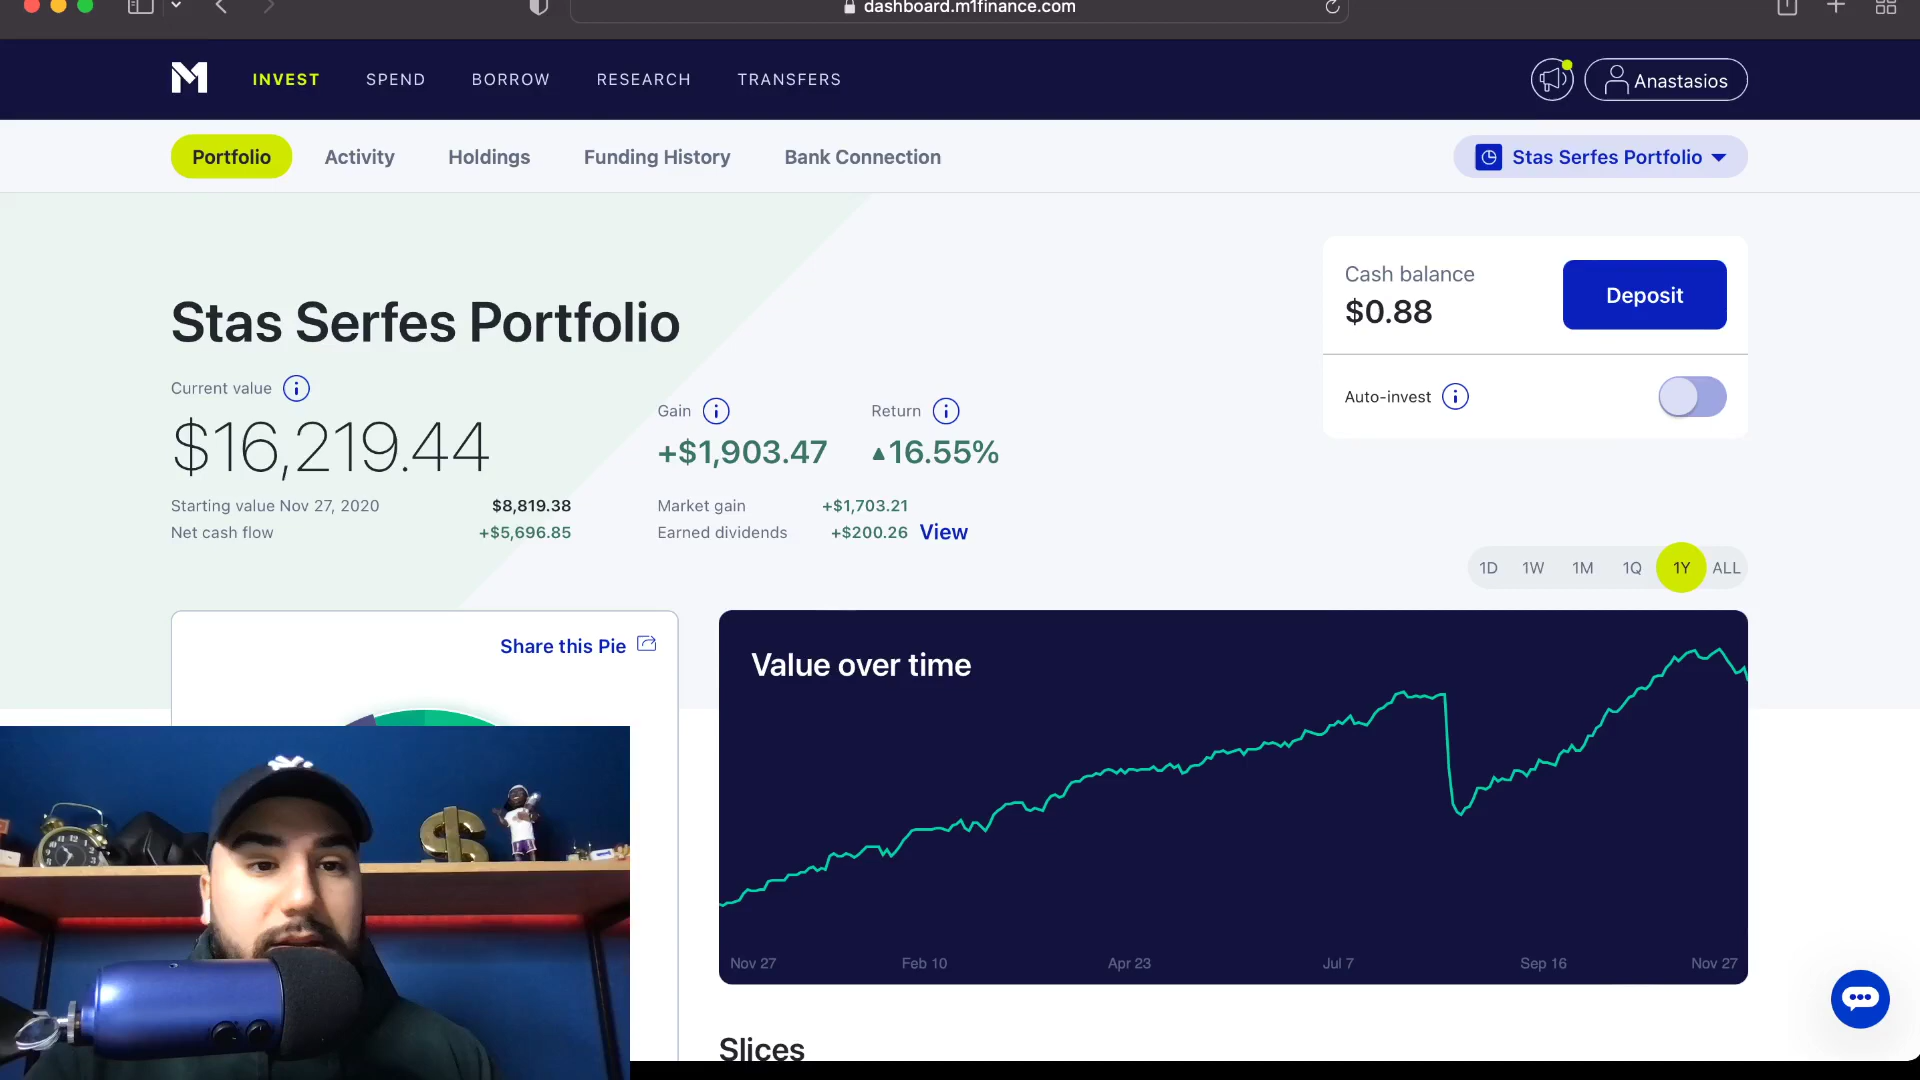 dashboard.m1finance.com
INVEST SPEND BORROW RESEARCH TRANSFERS
Anastasios
Portfolio Activity Holdings Funding History Bank Connection
Stas Serfes Portfolio
Cash balance
$0.88
Deposit
Auto-invest
Stas Serfes Portfolio
Current value
$16,219.44
Starting value Nov 27, 2020 $8,819.38
Net cash flow +$5,696.85
Gain
+$1,903.47
Return
▲16.55%
Market gain +$1,703.21
Earned dividends +$200.26 View
1D 1W 1M 1Q 1Y ALL
Share this Pie
Value over time
Nov 27 Feb 10 Apr 23 Jul 7 Sep 16 Nov 27
Slices